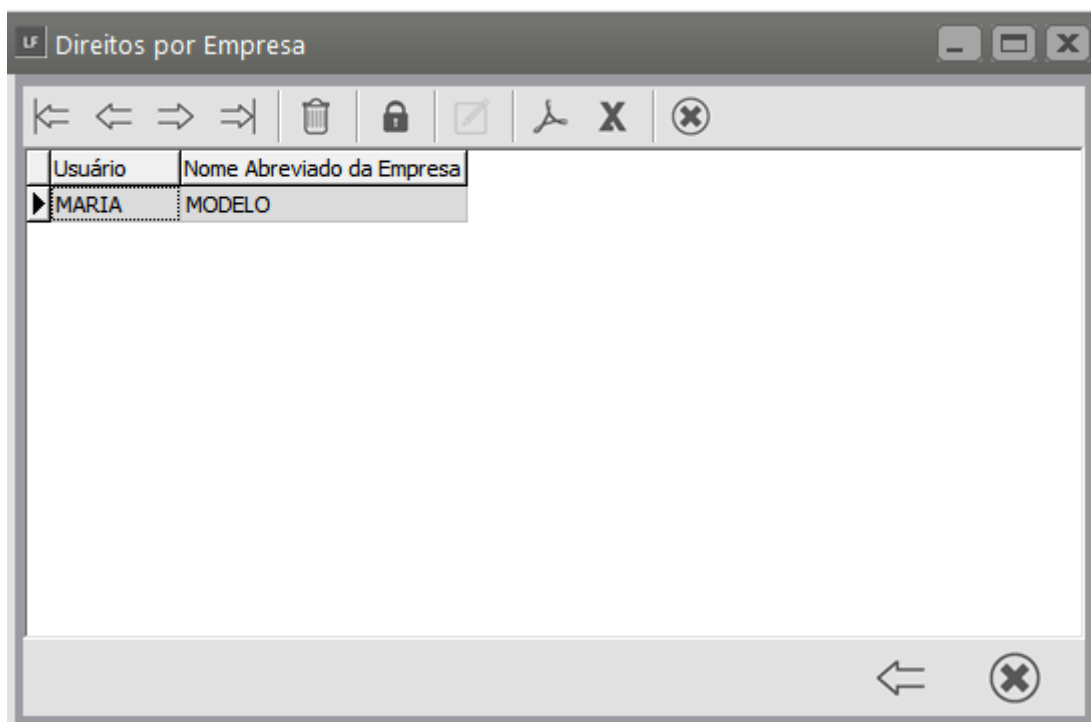 LF Direitos por Empresa
Usuário Nome Abreviado da Empresa
MARIA MODELO